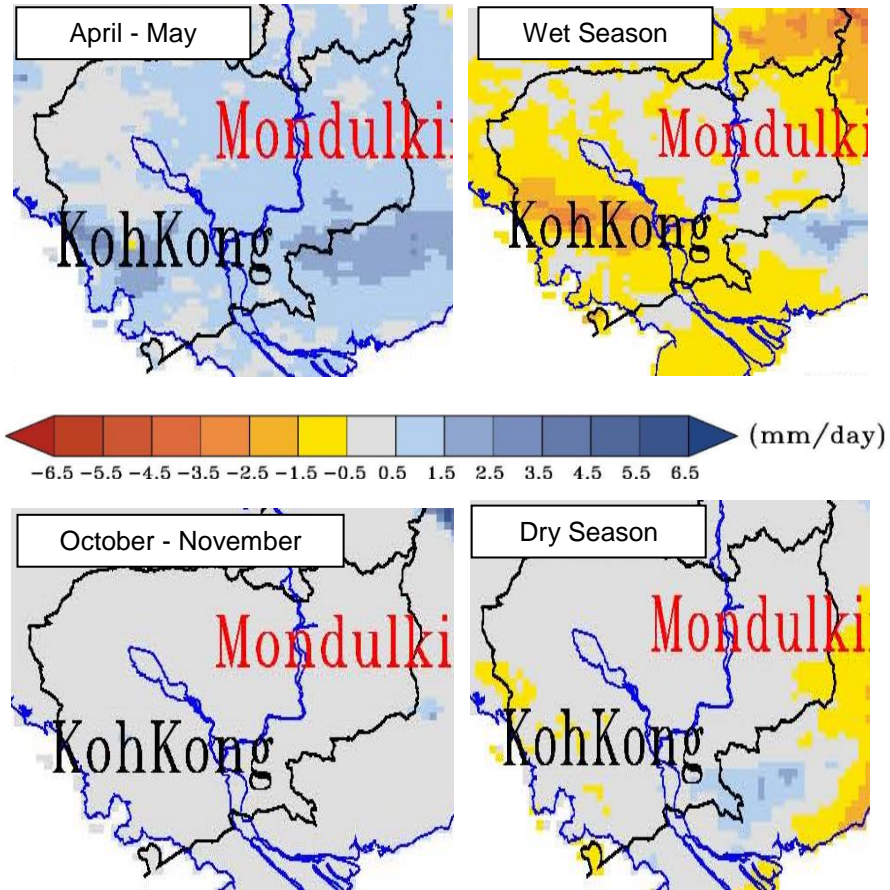 April - May
Wet Season
Mondulki
Mondulki
KohKong
KohKong
(mm/day)
-6.5 -5.5 -4.5 -3.5 -2.5 -1.5 -0.5 0.5 1.5 2.5 3.5 4.5 5.5 6.5
October - November
Dry Season
Mondulki
Mondulki
KohKong
KohKong